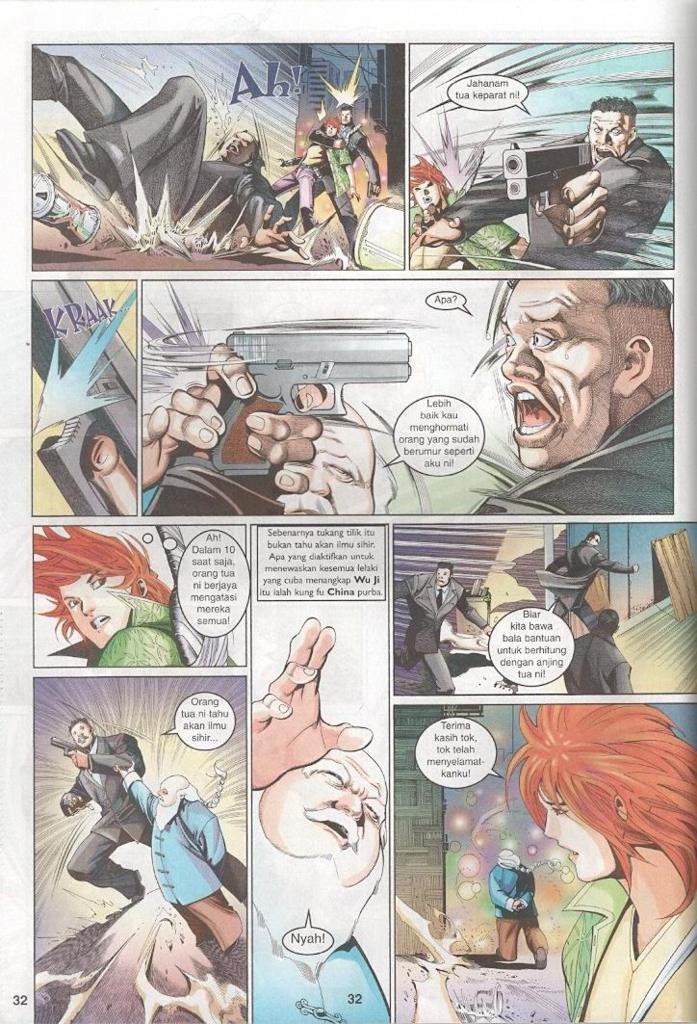 Ah!
Jahanam
tua keparat ni!
KRAAK
Apa?
Lebih
baik kau
menghormati
orang yang sudah
berumur seperti
aku ni!
Ah!
Dalam 10
saat saja,
orang tua
ni berjaya
mengatasi
mereka
semua!
Sebenarnya tukang tilik itu
bukan tahu akan ilmu sihir.
Apa yang diaktifkan untuk
menewaskan kesemua lelaki
yang cuba menangkap Wu Ji
itu ialah kung fu China purba.
Biar
kita bawa
bala bantuan
untuk berhitung
dengan anjing
tua ni!
Orang
tua ni tahu
akan ilmu
sihir...
Nyah!
Terima
kasih tok,
tok telah
menyelamat-
kanku!
32
32